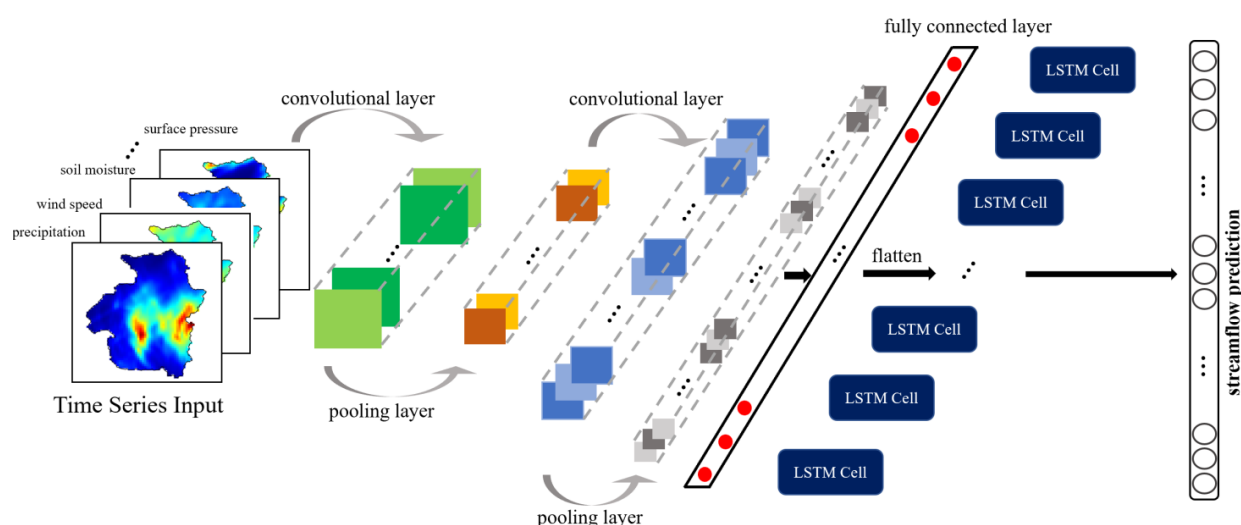 fully connected layer
convolutional layer
convolutional layer
surface pressure
soil moisture
wind speed
precipitation
Time Series Input
pooling layer
pooling layer
flatten
LSTM Cell
LSTM Cell
LSTM Cell
LSTM Cell
LSTM Cell
LSTM Cell
streamflow prediction